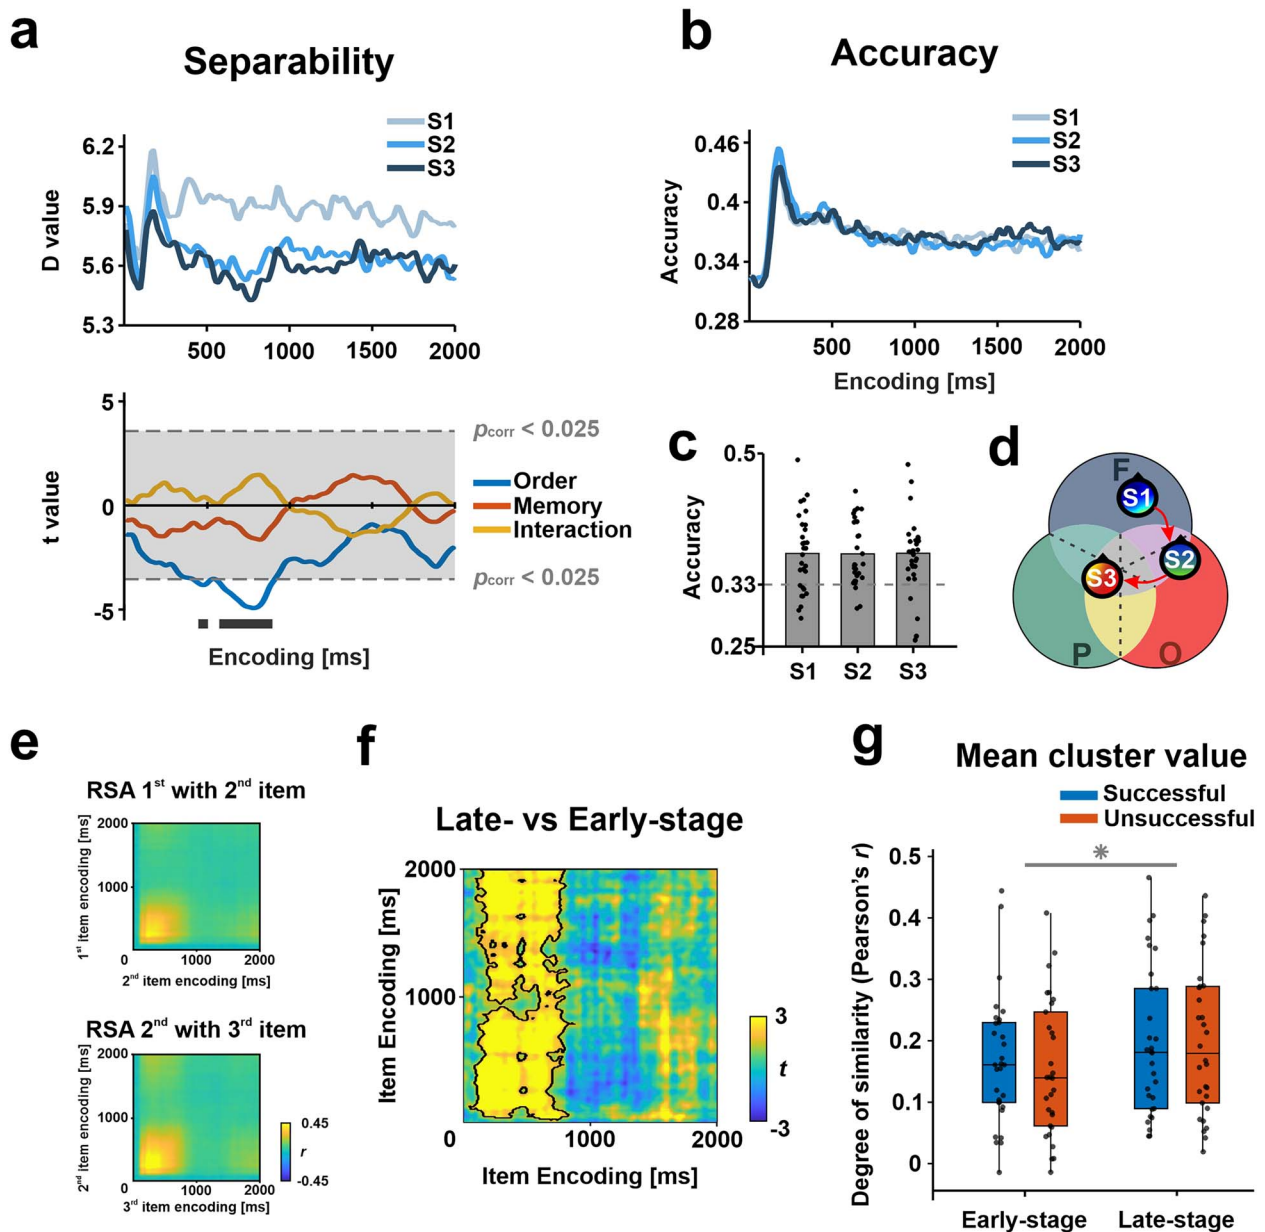 a
Separability
S1
S2
S3
6.2
5.9
5.6
5.3
D value
500
1000
1500
2000
5
0
-5
t value
pcorr < 0.025
Order
Memory
Interaction
pcorr < 0.025
Encoding [ms]
b
Accuracy
S1
S2
S3
0.46
0.4
0.34
0.28
Accuracy
500
1000
1500
2000
Encoding [ms]
c
0.5
0.33
0.25
Accuracy
S1
S2
S3
d
F
S1
S2
S3
P
O
e
RSA 1st with 2nd item
2000
1000
0
1st item encoding [ms]
0
1000
2000
2nd item encoding [ms]
RSA 2nd with 3rd item
2000
1000
0
2nd item encoding [ms]
0
1000
2000
3rd item encoding [ms]
0.45
r
-0.45
f
Late- vs Early-stage
2000
1000
0
Item Encoding [ms]
1000
2000
Item Encoding [ms]
3
t
-3
g
Mean cluster value
Successful
Unsuccessful
*
0.5
0.4
0.3
0.2
0.1
0
Degree of similarity (Pearson's r)
Early-stage
Late-stage